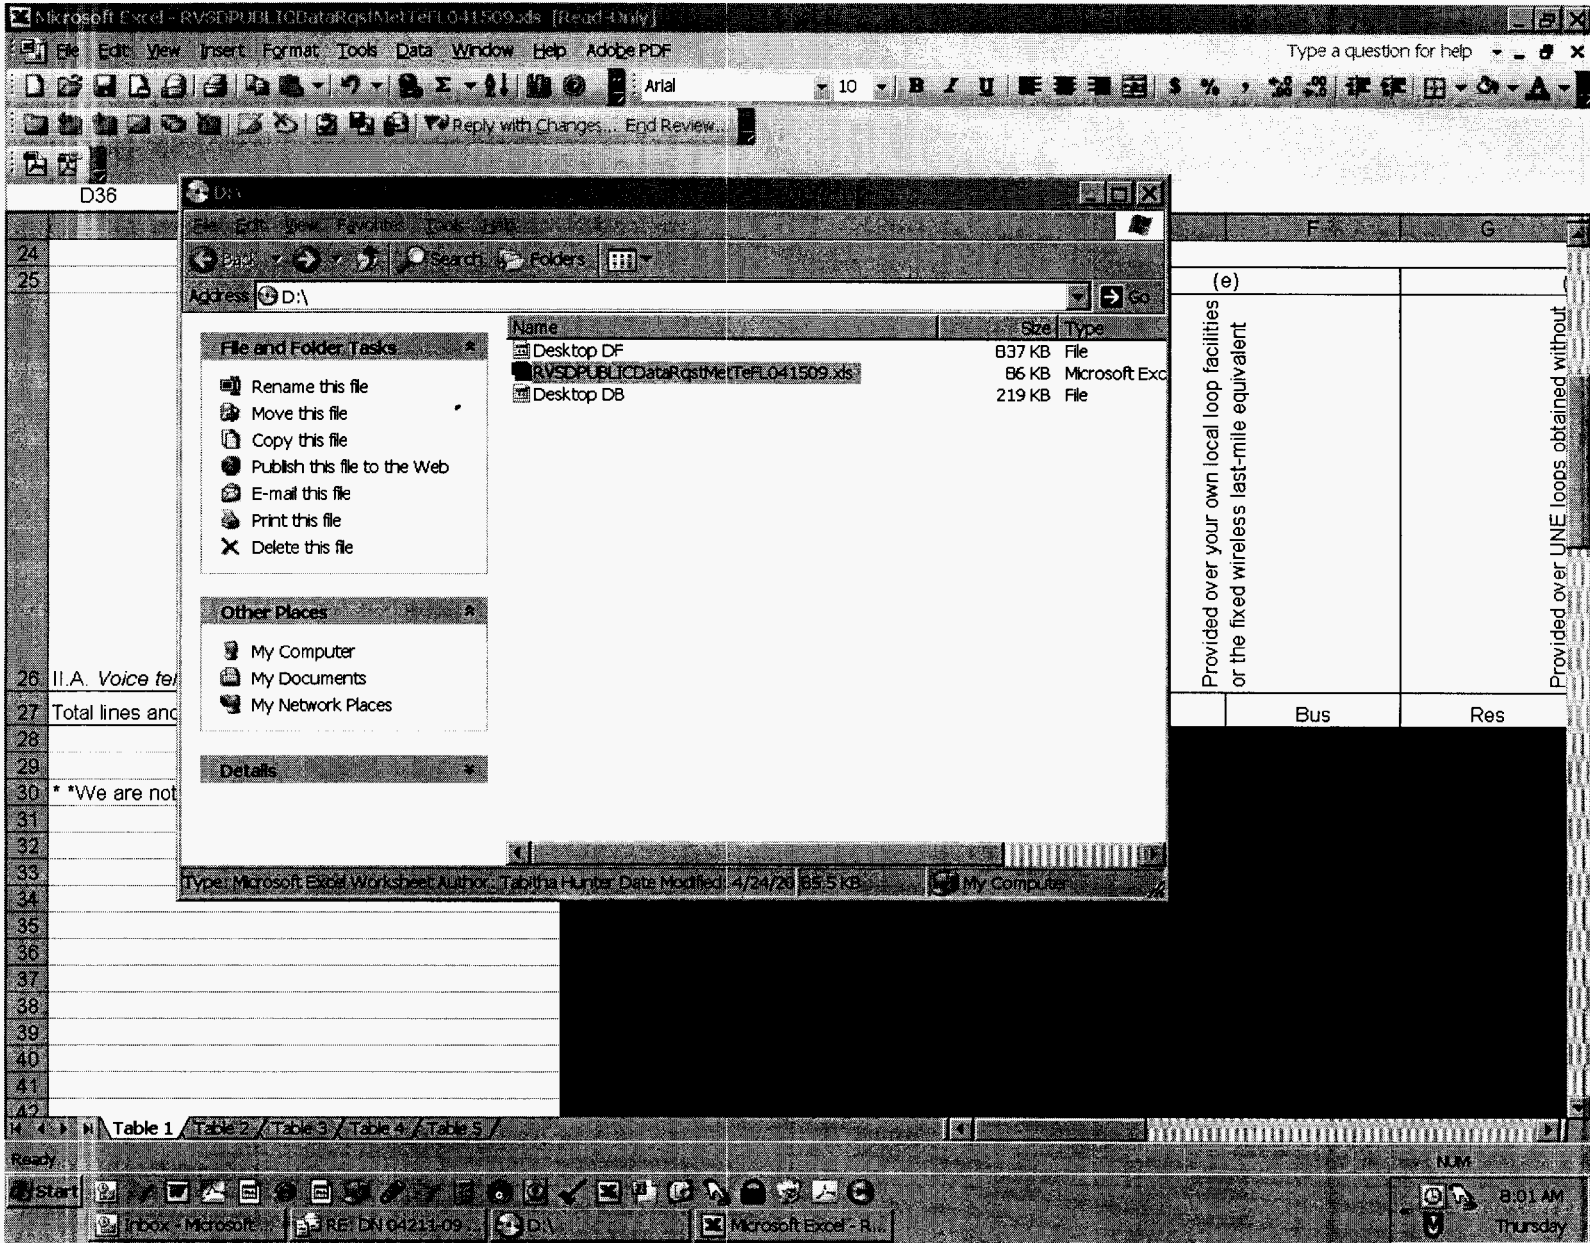 Microsoft Excel - RVSDPUBLICDataRqstMetTeFL041509.xls [Read-Only]
File Edit View Insert Format Tools Data Window Help Adobe PDF
Type a question for help
Arial
10
Reply with Changes... End Review...
D36
D:\
File Edit View Favorites Tools Help
Back Search Folders
Address D:\ Go
F G
24
25
(e)
File and Folder Tasks
Rename this file
Move this file
Copy this file
Publish this file to the Web
E-mail this file
Print this file
Delete this file
Other Places
My Computer
My Documents
My Network Places
Details
Name Size Type
Desktop DF 837 KB File
RVSDPUBLICDataRqstMetTeFL041509.xls 86 KB Microsoft Exc
Desktop DB 219 KB File
Type: Microsoft Excel Worksheet Author: Tabitha Hunter Date Modified: 4/24/20 85.5 KB My Computer
Provided over your own local loop facilities
or the fixed wireless last-mile equivalent
Provided over UNE loops obtained without
26 II.A. Voice tel
27 Total lines and
Bus Res
28
29
30 * *We are not
31
32
33
34
35
36
37
38
39
40
41
42
Table 1 Table 2 Table 3 Table 4 Table 5
Ready
NUM
Start
8:01 AM
Inbox - Microsoft... RE: DN 04211-09 ... D:\ Microsoft Excel - R...
Thursday